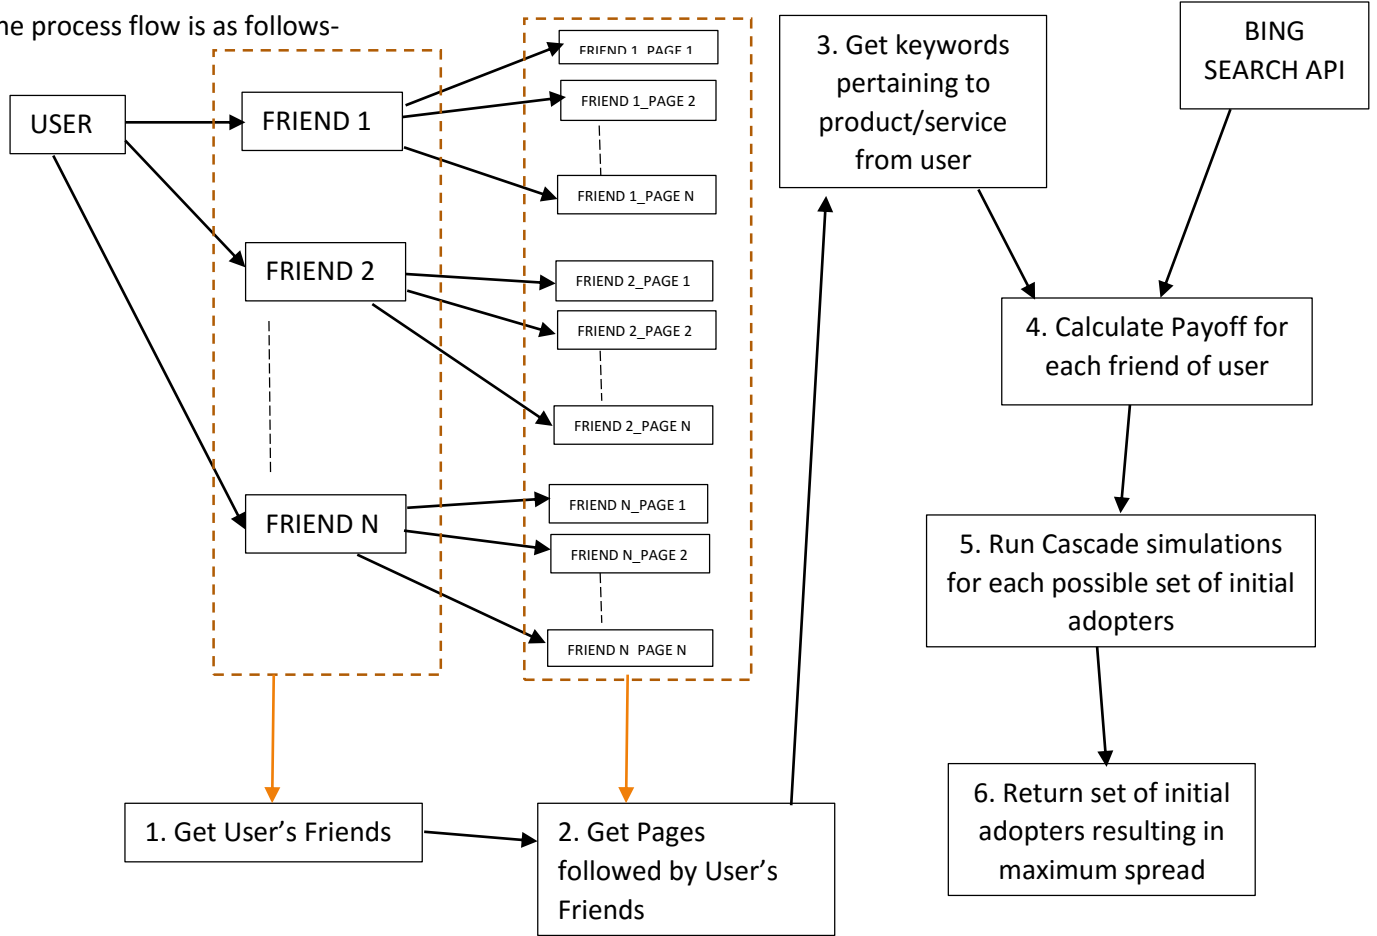 ne process flow is as follows-
USER
FRIEND 1
FRIEND 1_PAGE 1
FRIEND 1_PAGE 2
FRIEND 1_PAGE N
FRIEND 2
FRIEND 2_PAGE 1
FRIEND 2_PAGE 2
FRIEND 2_PAGE N
FRIEND N
FRIEND N_PAGE 1
FRIEND N_PAGE 2
FRIEND N_PAGE N
1. Get User’s Friends
2. Get Pages
followed by User’s
Friends
3. Get keywords
pertaining to
product/service
from user
BING
SEARCH API
4. Calculate Payoff for
each friend of user
5. Run Cascade simulations
for each possible set of initial
adopters
6. Return set of initial
adopters resulting in
maximum spread